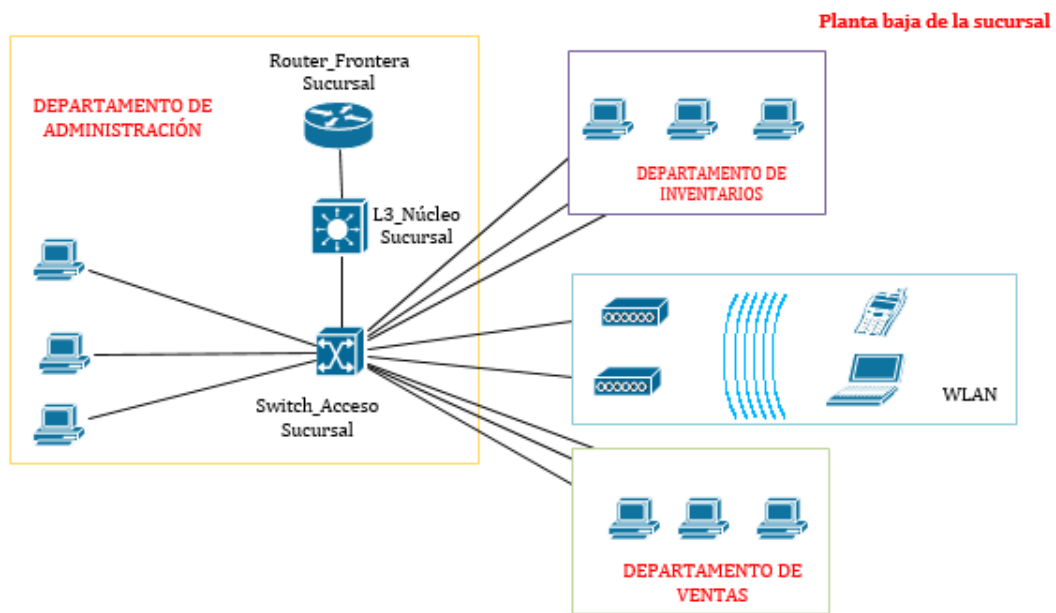 Planta baja de la sucursal
Router_Frontera
Sucursal
DEPARTAMENTO DE
ADMINISTRACIÓN
L3_Núcleo
Sucursal
Switch_Acceso
Sucursal
DEPARTAMENTO DE
INVENTARIOS
WLAN
DEPARTAMENTO DE
VENTAS